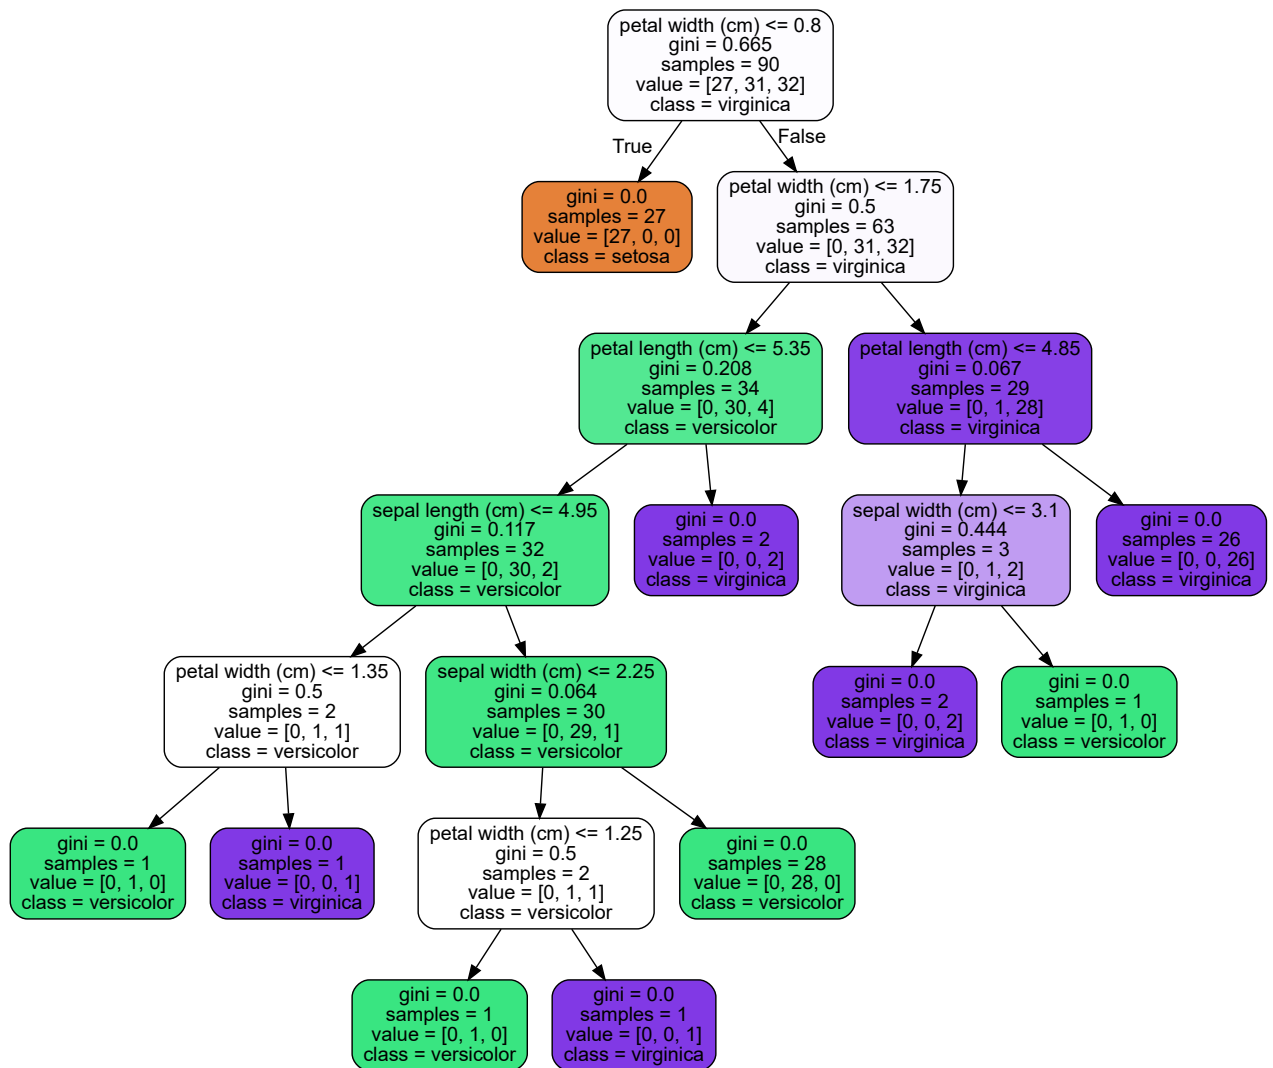 petal width (cm) <= 0.8
gini = 0.665
samples = 90
value = [27, 31, 32]
class = virginica
True
False
gini = 0.0
samples = 27
value = [27, 0, 0]
class = setosa
petal width (cm) <= 1.75
gini = 0.5
samples = 63
value = [0, 31, 32]
class = virginica
petal length (cm) <= 5.35
gini = 0.208
samples = 34
value = [0, 30, 4]
class = versicolor
petal length (cm) <= 4.85
gini = 0.067
samples = 29
value = [0, 1, 28]
class = virginica
sepal length (cm) <= 4.95
gini = 0.117
samples = 32
value = [0, 30, 2]
class = versicolor
gini = 0.0
samples = 2
value = [0, 0, 2]
class = virginica
sepal width (cm) <= 3.1
gini = 0.444
samples = 3
value = [0, 1, 2]
class = virginica
gini = 0.0
samples = 26
value = [0, 0, 26]
class = virginica
petal width (cm) <= 1.35
gini = 0.5
samples = 2
value = [0, 1, 1]
class = versicolor
sepal width (cm) <= 2.25
gini = 0.064
samples = 30
value = [0, 29, 1]
class = versicolor
gini = 0.0
samples = 2
value = [0, 0, 2]
class = virginica
gini = 0.0
samples = 1
value = [0, 1, 0]
class = versicolor
gini = 0.0
samples = 1
value = [0, 1, 0]
class = versicolor
gini = 0.0
samples = 1
value = [0, 0, 1]
class = virginica
petal width (cm) <= 1.25
gini = 0.5
samples = 2
value = [0, 1, 1]
class = versicolor
gini = 0.0
samples = 28
value = [0, 28, 0]
class = versicolor
gini = 0.0
samples = 1
value = [0, 1, 0]
class = versicolor
gini = 0.0
samples = 1
value = [0, 0, 1]
class = virginica